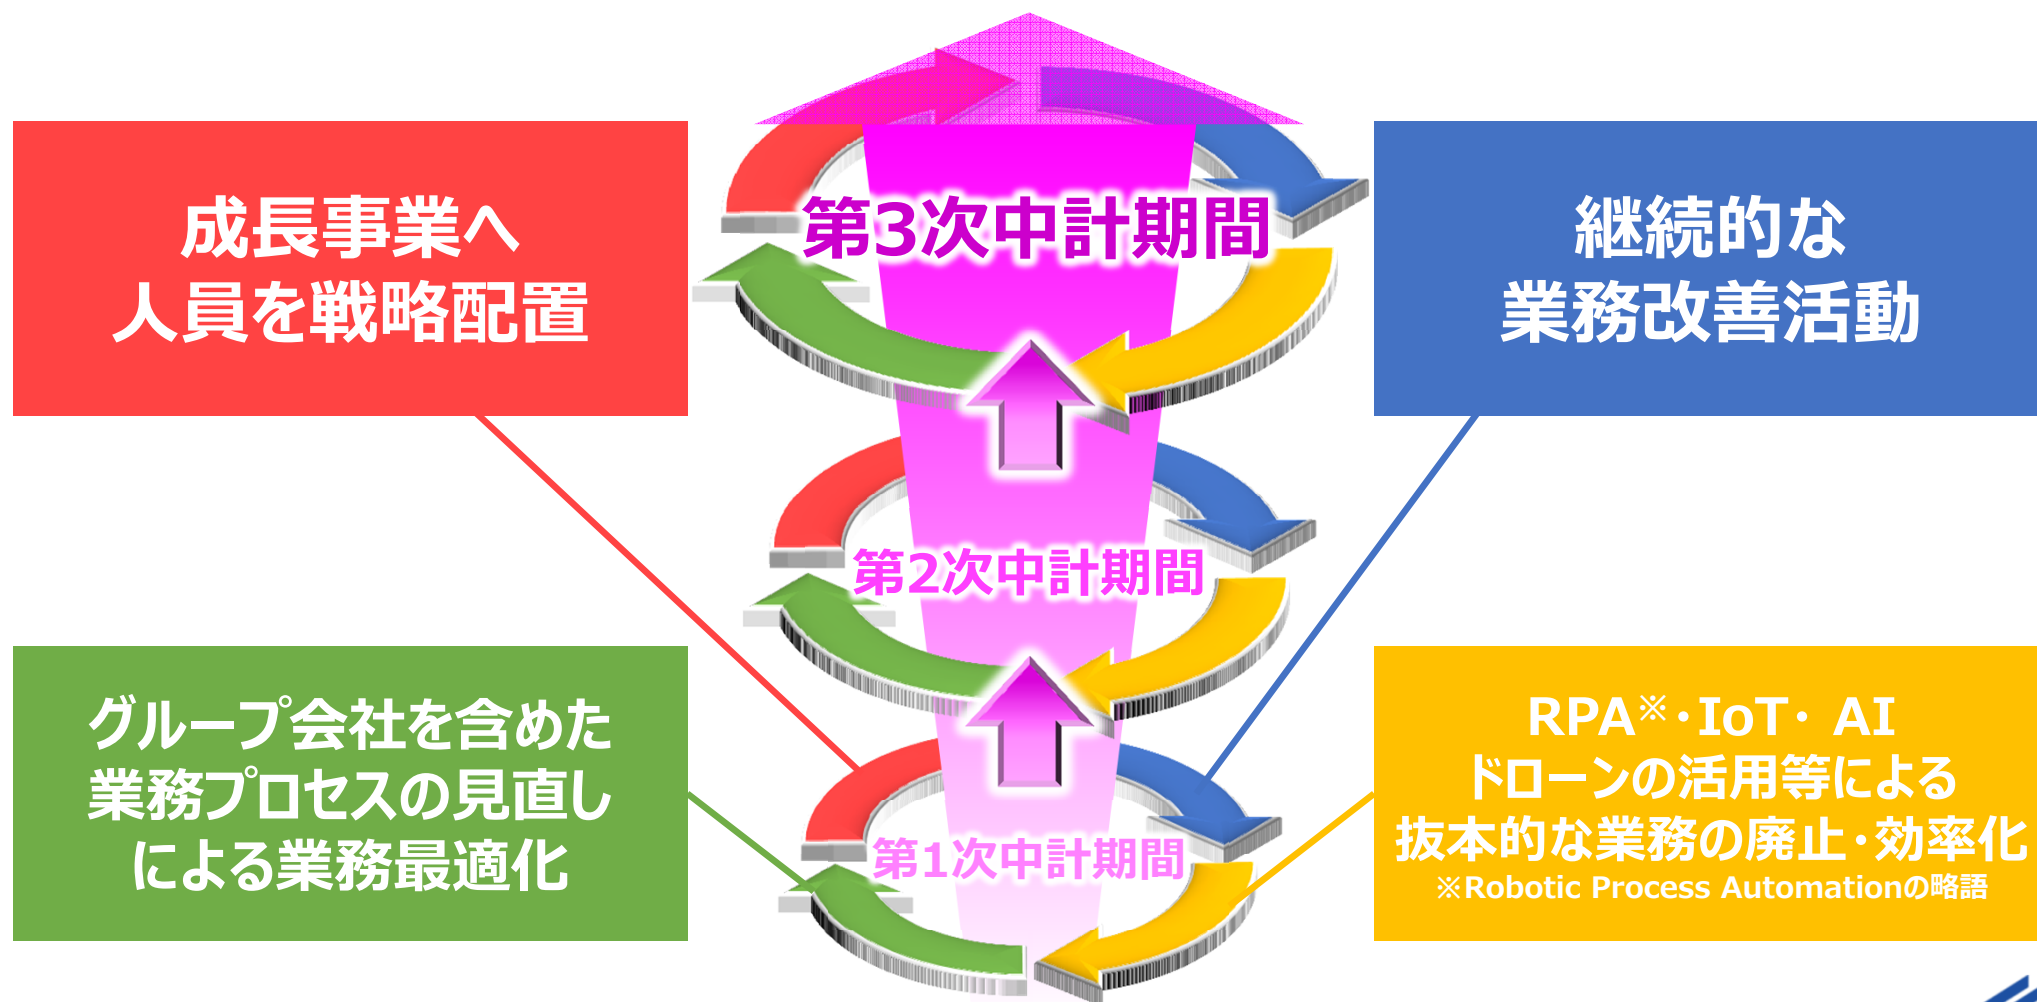 成長事業へ
人員を戦略配置
第3次中計期間
継続的な
業務改善活動
第2次中計期間
グループ会社を含めた
業務プロセスの見直し
による業務最適化
第1次中計期間
RPA※・IoT・ AI
ドローンの活用等による
抜本的な業務の廃止・効率化
※Robotic Process Automationの略語